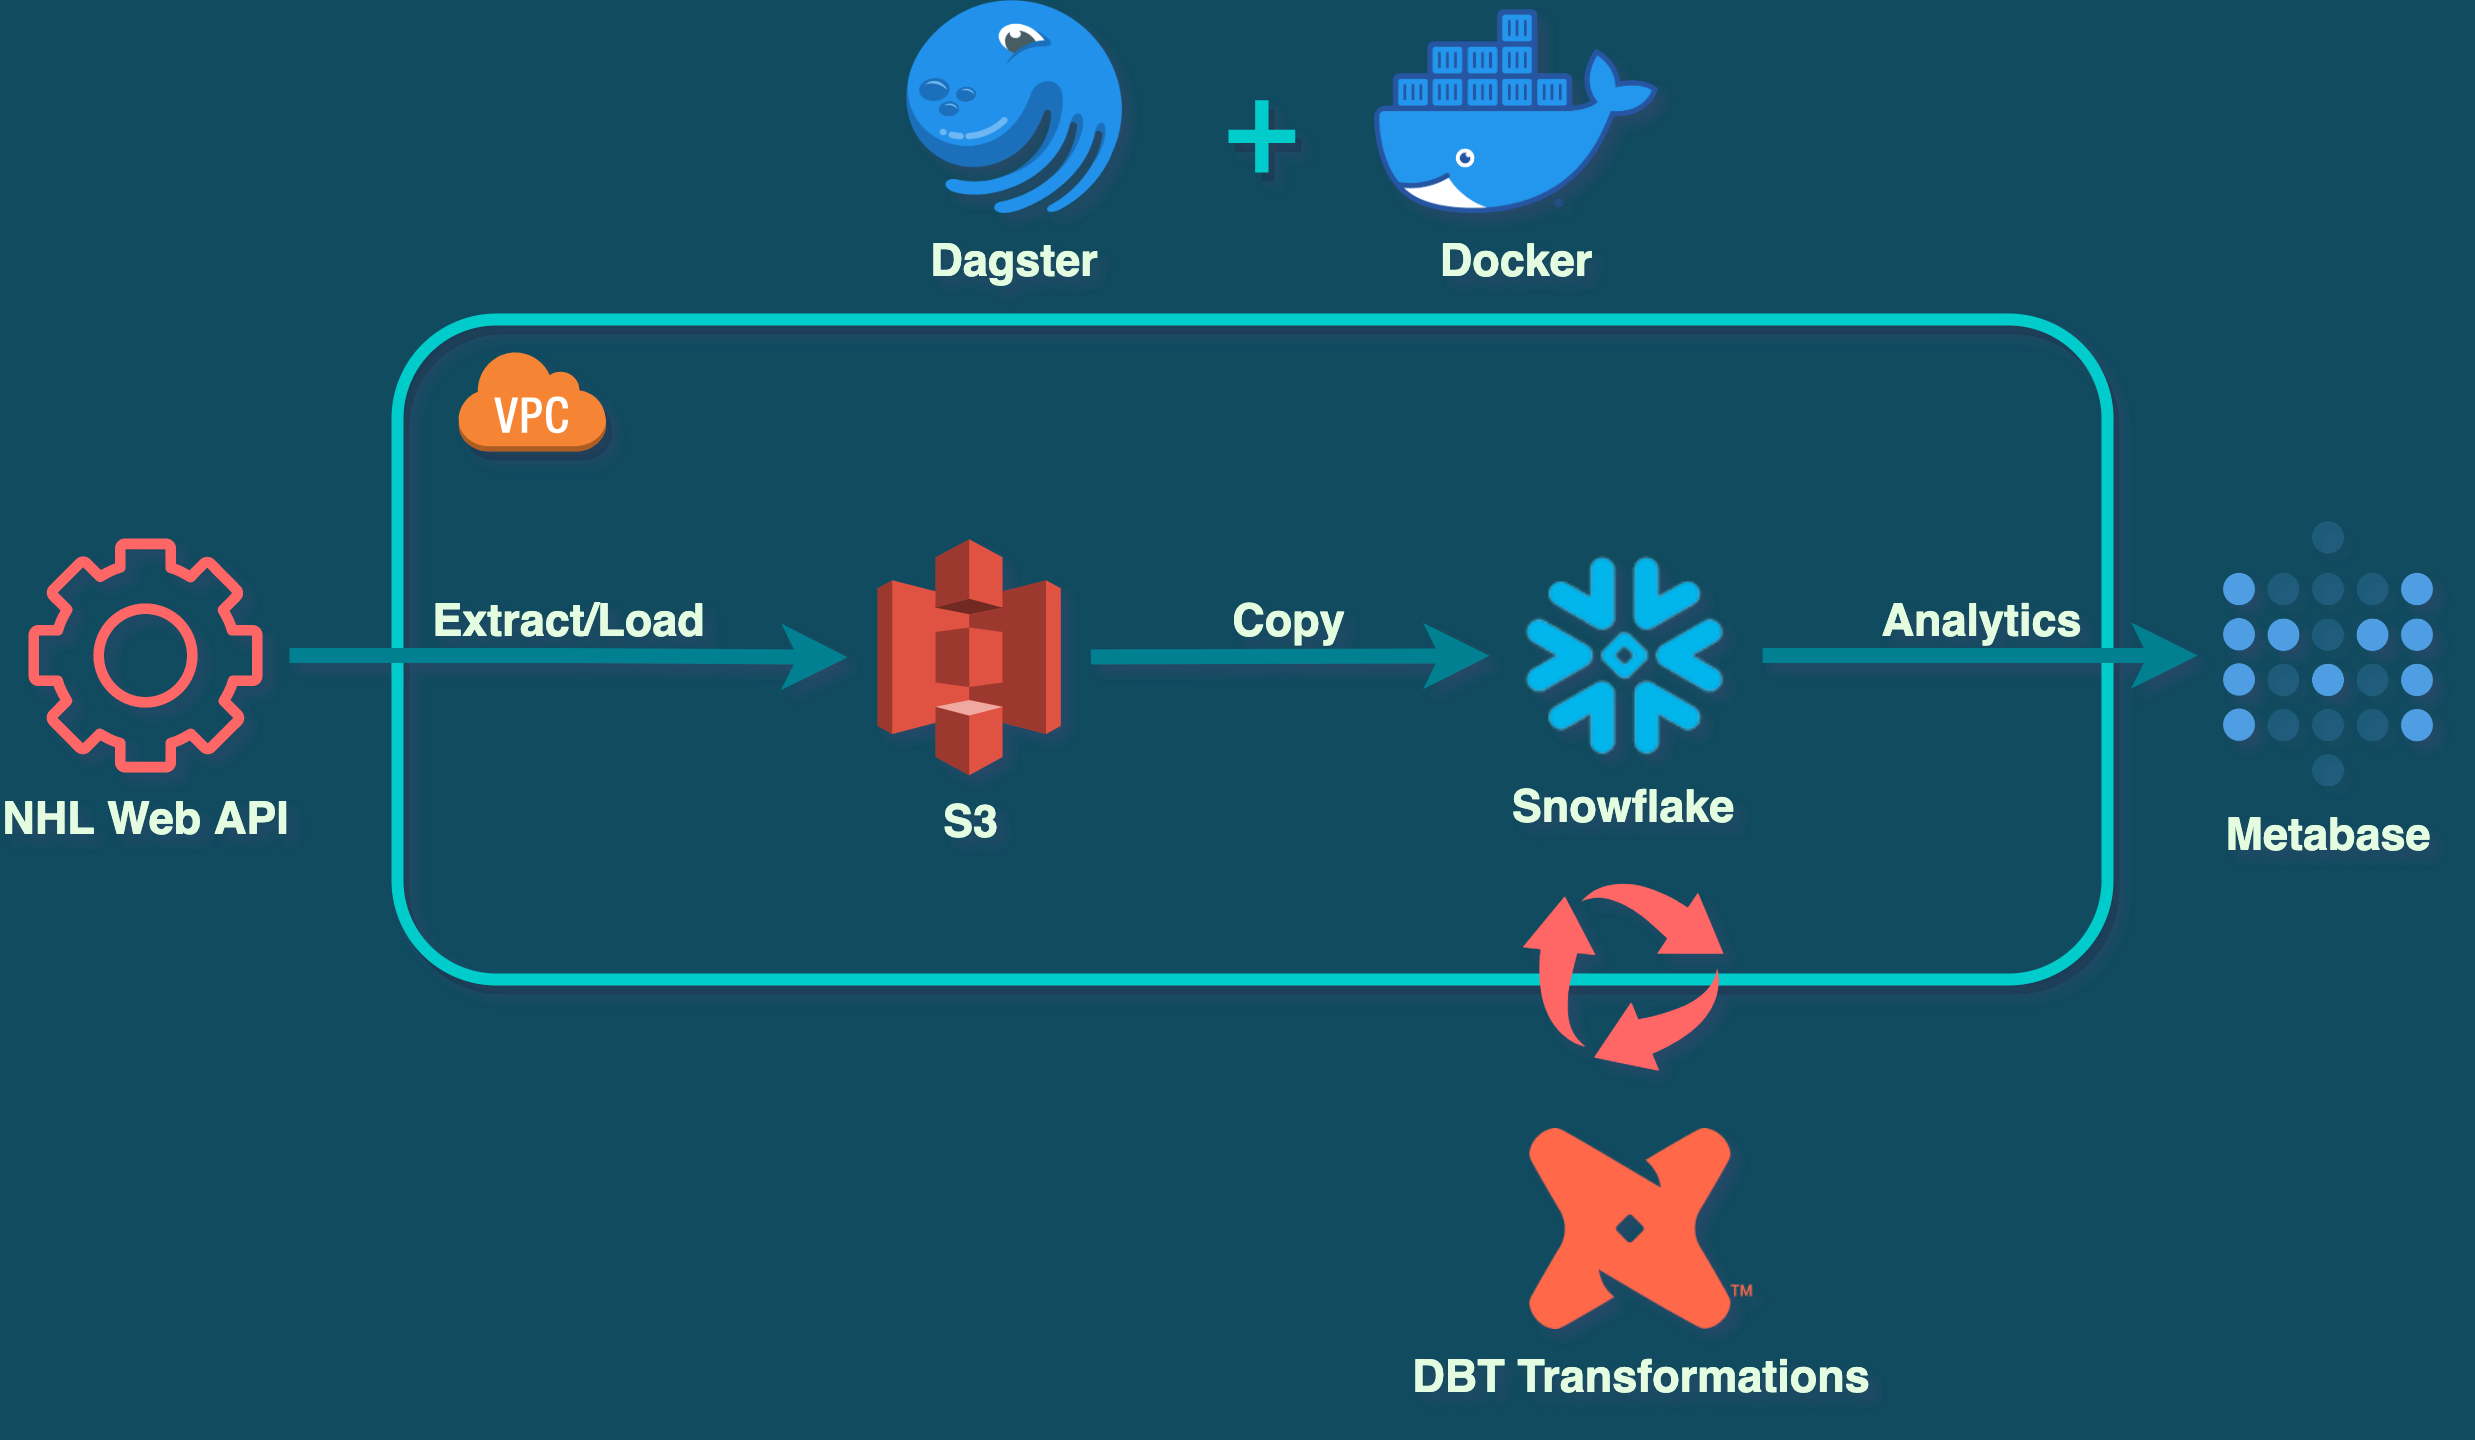 +
Dagster
Docker
VPC
Extract/Load
Copy
Analytics
NHL Web API
S3
Snowflake
Metabase
TM
DBT Transformations